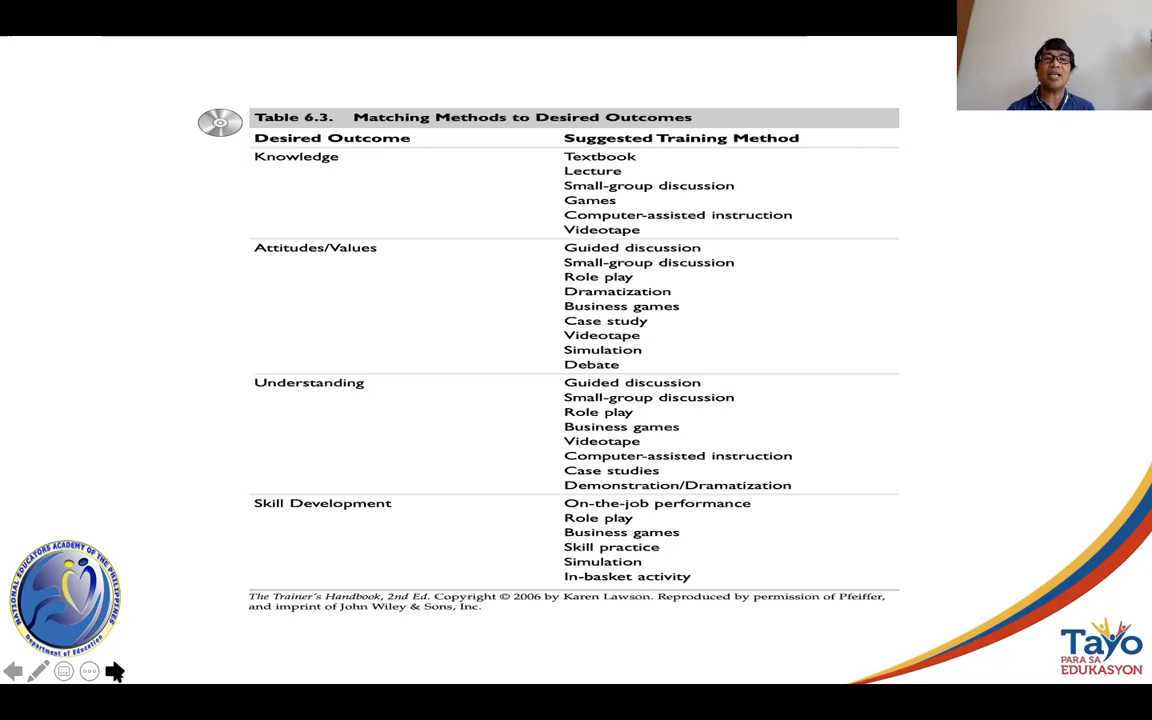 Table 6.3. Matching Methods to Desired Outcomes
Desired Outcome Suggested Training Method
Knowledge Textbook
Lecture
Small-group discussion
Games
Computer-assisted instruction
Videotape
Attitudes/Values Guided discussion
Small-group discussion
Role play
Dramatization
Business games
Case study
Videotape
Simulation
Debate
Understanding Guided discussion
Small-group discussion
Role play
Business games
Videotape
Computer-assisted instruction
Case studies
Demonstration/Dramatization
Skill Development On-the-job performance
Role play
Business games
Skill practice
Simulation
In-basket activity
The Trainer's Handbook, 2nd Ed. Copyright © 2006 by Karen Lawson. Reproduced by permission of Pfeiffer,
and imprint of John Wiley & Sons, Inc.
NATIONAL EDUCATORS ACADEMY OF THE PHILIPPINES
Department of Education
Tayo
PARA SA
EDUKASYON